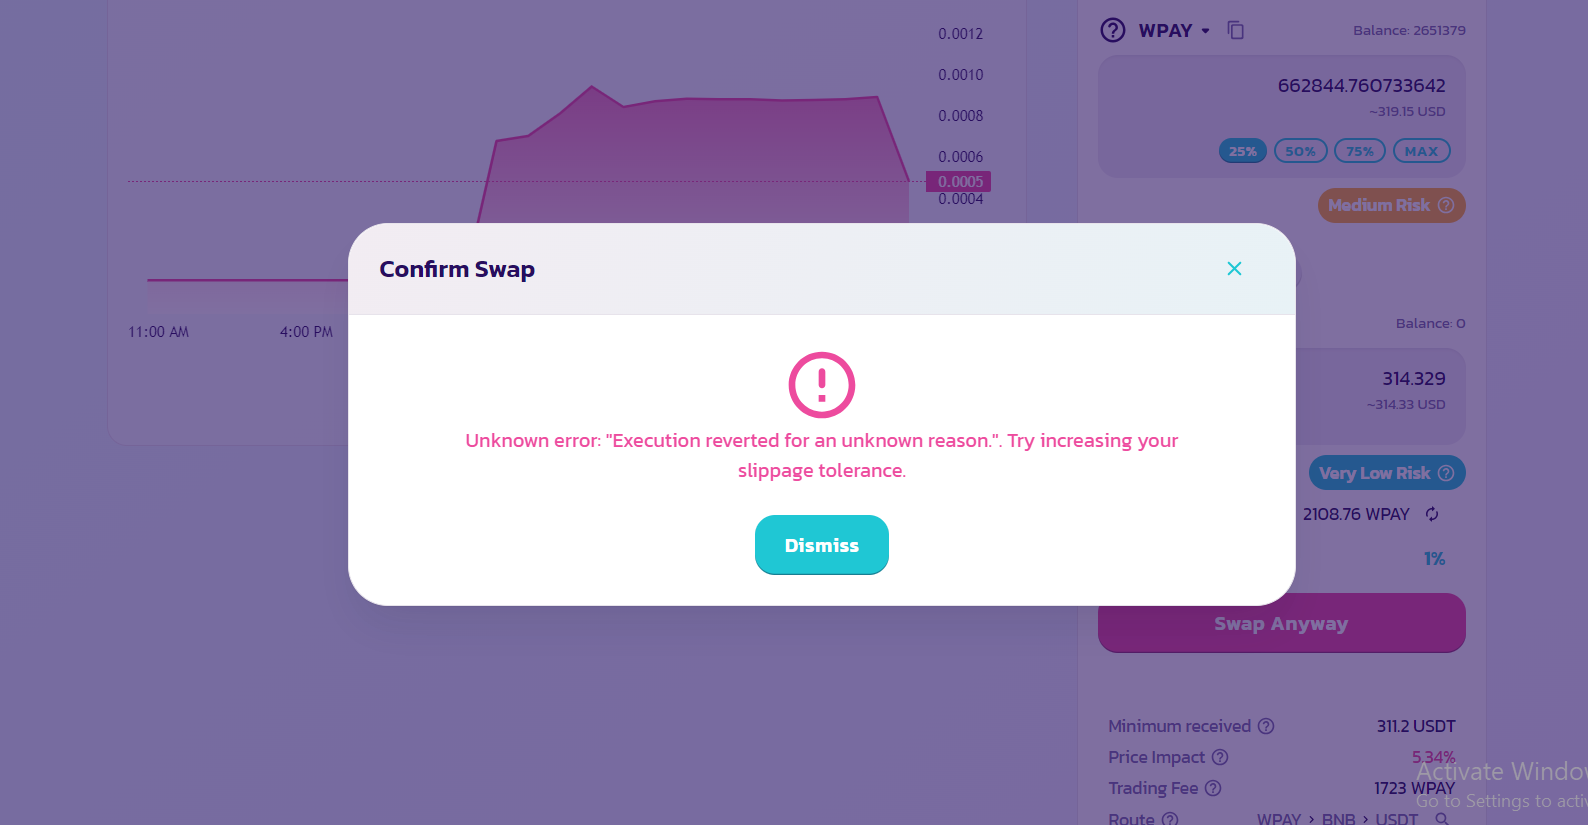 0.0012
0.0010
0.0008
0.0006
0.0005
0.0004
11:00 AM
4:00 PM
WPAY
Balance: 2651379
662844.760733642
~319.15 USD
25%
50%
75%
MAX
Medium Risk
Confirm Swap
Unknown error: "Execution reverted for an unknown reason.". Try increasing your
slippage tolerance.
Dismiss
Balance: 0
314.329
~314.33 USD
Very Low Risk
2108.76 WPAY
1%
Swap Anyway
Minimum received
311.2 USDT
Price Impact
5.34%
Trading Fee
1723 WPAY
Route
WPAY > BNB > USDT
Activate Windo
Go to Settings to acti